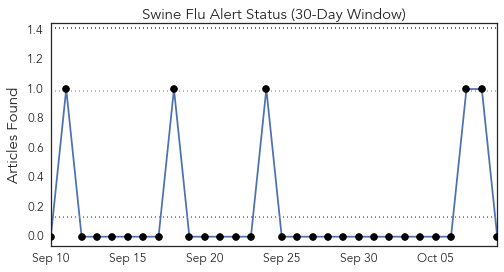 Swine Flu Alert Status (30-Day Window)
Articles Found
1.4
1.2
1.0
0.8
0.6
0.4
0.2
0.0
Sep 10 Sep 15 Sep 20 Sep 25 Sep 30 Oct 05